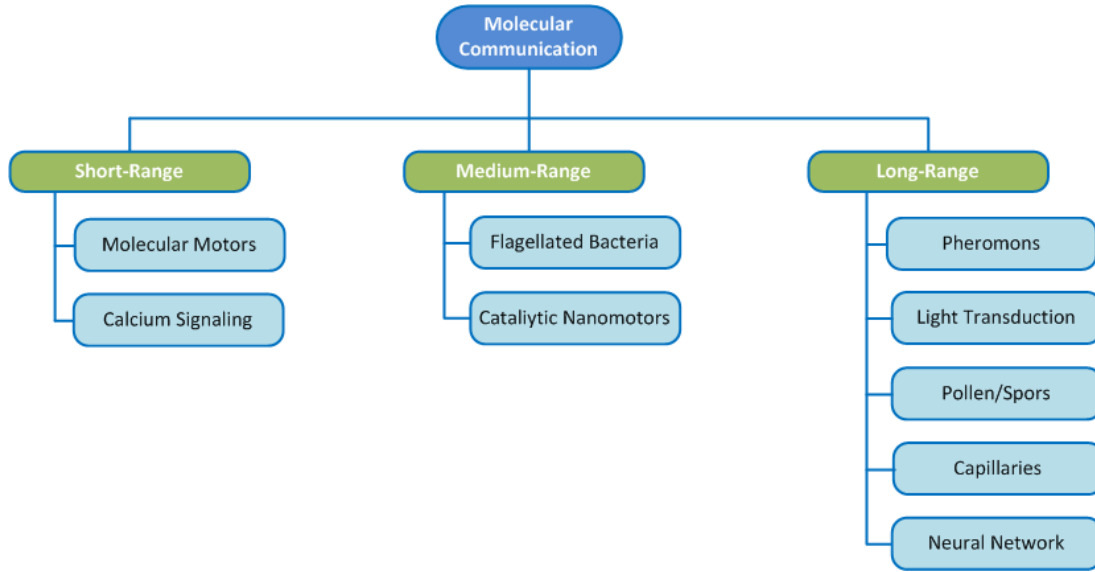 Molecular
Communication
Short-Range
Medium-Range
Long-Range
Molecular Motors
Calcium Signaling
Flagellated Bacteria
Cataliytic Nanomotors
Pheromons
Light Transduction
Pollen/Spors
Capillaries
Neural Network